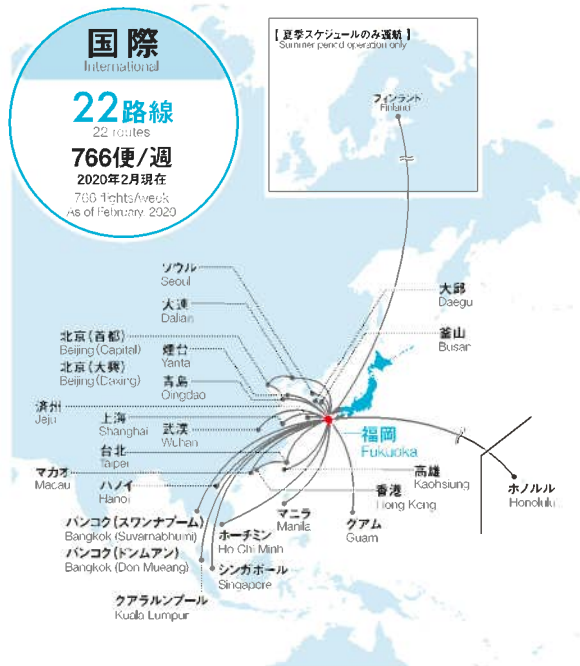 国際
International
22路線
22 routes
766便/週
2020年2月現在
766 flights/week
As of February, 2020
【 夏季スケジュールのみ運航 】
Summer period operation only
フィンランド
Finland
ソウル
Seoul
大連
Dalian
大邱
Daegu
釜山
Busan
北京(首都)
Beijing (Capital)
煙台
Yanta
北京(大興)
Beijing (Daxing)
青島
Qingdao
済州
Jeju
上海
Shanghai
武漢
Wuhan
福岡
Fukuoka
台北
Taipei
マカオ
Macau
ハノイ
Hanoi
高雄
Kaohsiung
香港
Hong Kong
ホノルル
Honolulu
マニラ
Manila
グアム
Guam
バンコク(スワンナプーム)
Bangkok (Suvarnabhumi)
ホーチミン
Ho Chi Minh
バンコク(ドンムアン)
Bangkok (Don Mueang)
シンガポール
Singapore
クアラルンプール
Kuala Lumpur